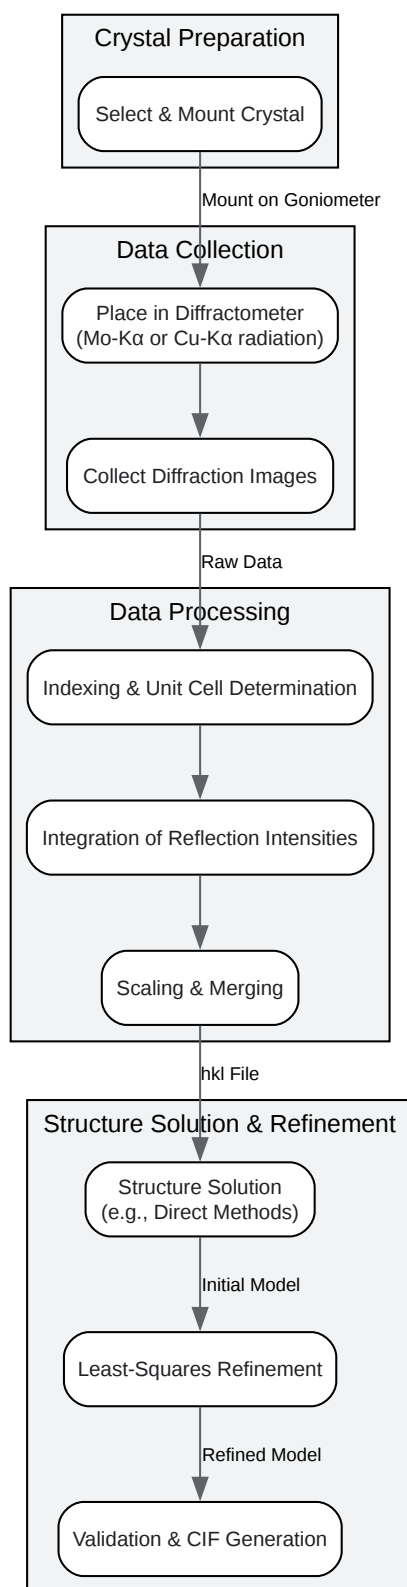 Crystal Preparation
Select & Mount Crystal
Mount on Goniometer
Data Collection
Place in Diffractometer
(Mo-Kα or Cu-Kα radiation)
Collect Diffraction Images
Raw Data
Data Processing
Indexing & Unit Cell Determination
Integration of Reflection Intensities
Scaling & Merging
hkl File
Structure Solution & Refinement
Structure Solution
(e.g., Direct Methods)
Initial Model
Least-Squares Refinement
Refined Model
Validation & CIF Generation